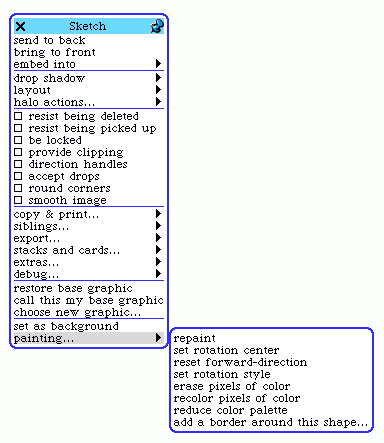 Sketch
send to back
bring to front
embed into
drop shadow
layout
halo actions...
resist being deleted
resist being picked up
be locked
provide clipping
direction handles
accept drops
round corners
smooth image
copy & print...
siblings...
export...
stacks and cards...
extras...
debug...
restore base graphic
call this my base graphic
choose new graphic...
set as background
painting...
repaint
set rotation center
reset forward-direction
set rotation style
erase pixels of color
recolor pixels of color
reduce color palette
add a border around this shape...